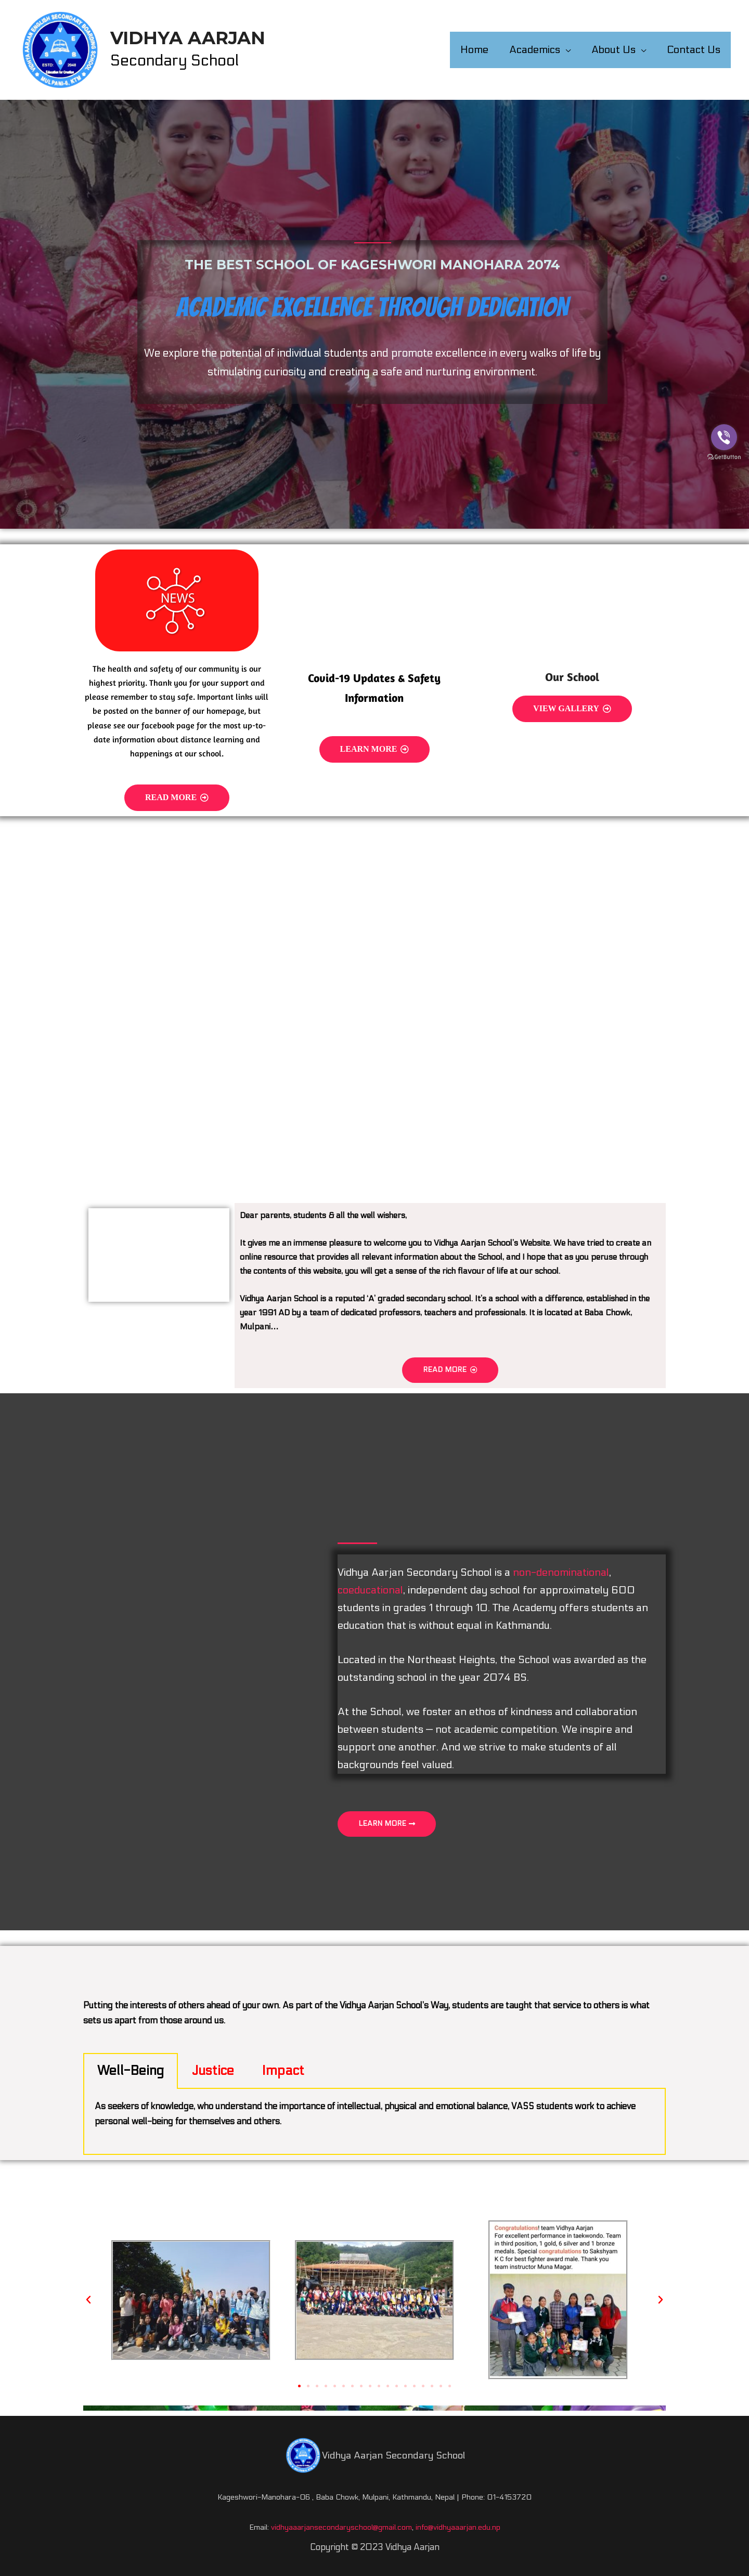 VIDHYA AARJAN
Secondary School
Home
Academics
About Us
Contact Us
THE BEST SCHOOL OF KAGESHWORI MANOHARA 2074
ACADEMIC EXCELLENCE THROUGH DEDICATION
We explore the potential of individual students and promote excellence in every walks of life by
stimulating curiosity and creating a safe and nurturing environment.
GetButton
NEWS
The health and safety of our community is our
highest priority. Thank you for your support and
please remember to stay safe. Important links will
be posted on the banner of our homepage, but
please see our facebook page for the most up-to-
date information about distance learning and
happenings at our school.
READ MORE
Covid-19 Updates & Safety
Information
LEARN MORE
Our School
VIEW GALLERY
Dear parents, students & all the well wishers,
It gives me an immense pleasure to welcome you to Vidhya Aarjan School's Website. We have tried to create an
online resource that provides all relevant information about the School, and I hope that as you peruse through
the contents of this website, you will get a sense of the rich flavour of life at our school.
Vidhya Aarjan School is a reputed 'A' graded secondary school. It's a school with a difference, established in the
year 1991 AD by a team of dedicated professors, teachers and professionals. It is located at Baba Chowk,
Mulpani...
READ MORE
Vidhya Aarjan Secondary School is a non-denominational,
coeducational, independent day school for approximately 600
students in grades 1 through 10. The Academy offers students an
education that is without equal in Kathmandu.
Located in the Northeast Heights, the School was awarded as the
outstanding school in the year 2074 BS.
At the School, we foster an ethos of kindness and collaboration
between students — not academic competition. We inspire and
support one another. And we strive to make students of all
backgrounds feel valued.
LEARN MORE
Putting the interests of others ahead of your own. As part of the Vidhya Aarjan School's Way, students are taught that service to others is what
sets us apart from those around us.
Well-Being
Justice
Impact
As seekers of knowledge, who understand the importance of intellectual, physical and emotional balance, VASS students work to achieve
personal well-being for themselves and others.
Congratulations! team Vidhya Aarjan
For excellent performance in taekwondo. Team
in third position, 1 gold, 6 silver and 1 bronze
medals. Special congratulations to Sakshyam
K C for best fighter award male. Thank you
team instructor Muna Magar.
Vidhya Aarjan Secondary School
Kageshwori-Manohara-06 , Baba Chowk, Mulpani, Kathmandu, Nepal | Phone: 01-4153720
Email: vidhyaaarjansecondaryschool@gmail.com, info@vidhyaaarjan.edu.np
Copyright © 2023 Vidhya Aarjan